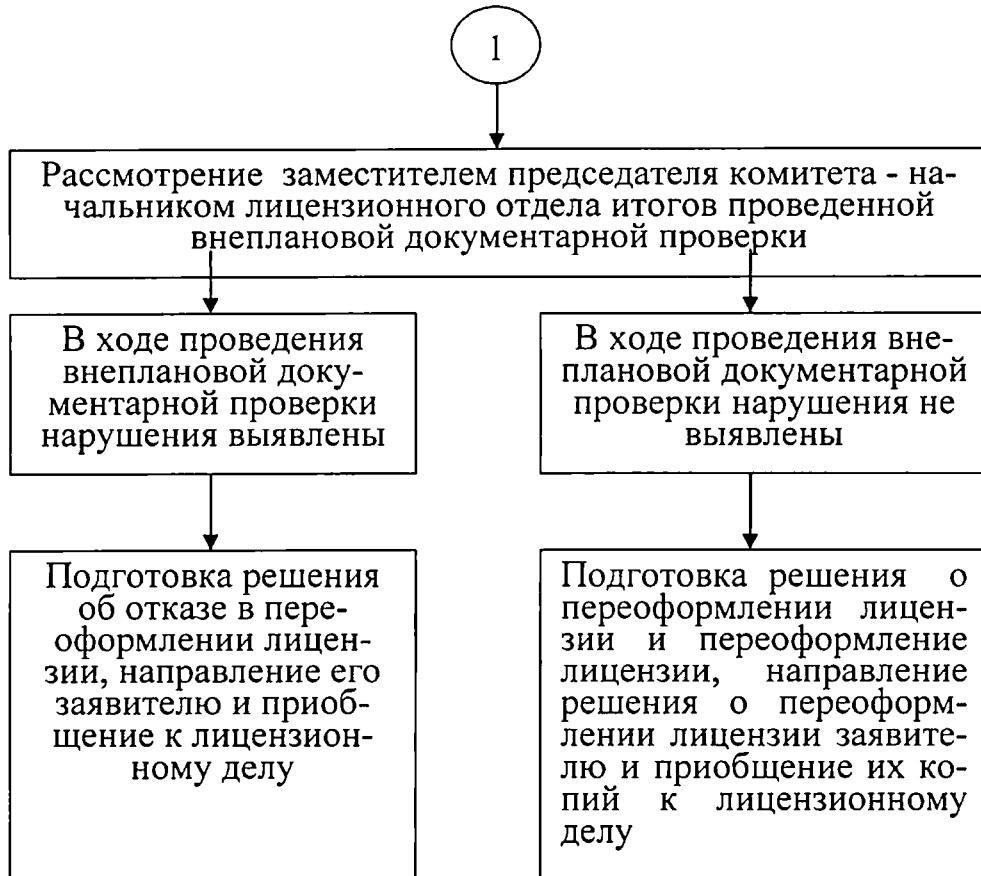 1
Рассмотрение заместителем председателя комитета - на-
чальником лицензионного отдела итогов проведенной
внеплановой документарной проверки
В ходе проведения
внеплановой доку-
ментарной проверки
нарушения выявлены
В ходе проведения вне-
плановой документарной
проверки нарушения не
выявлены
Подготовка решения
об отказе в пере-
оформлении лицен-
зии, направление его
заявителю и приоб-
щение к лицензион-
ному делу
Подготовка решения о
переоформлении лицен-
зии и переоформление
лицензии, направление
решения о переоформ-
лении лицензии заявите-
лю и приобщение их ко-
пий к лицензионному
делу